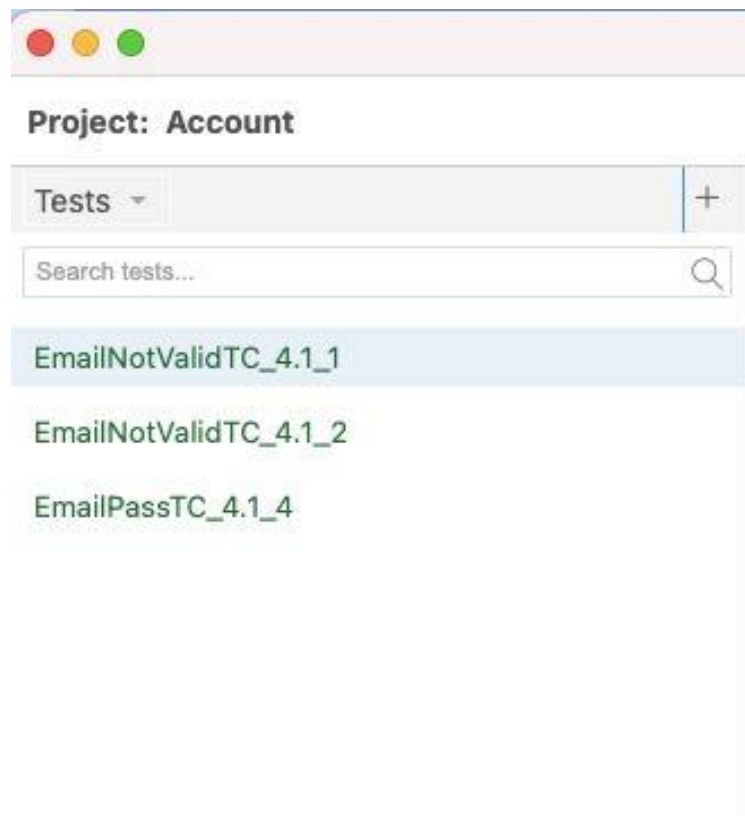 Project: Account
Tests
+
Search tests...
EmailNotValidTC_4.1_1
EmailNotValidTC_4.1_2
EmailPassTC_4.1_4